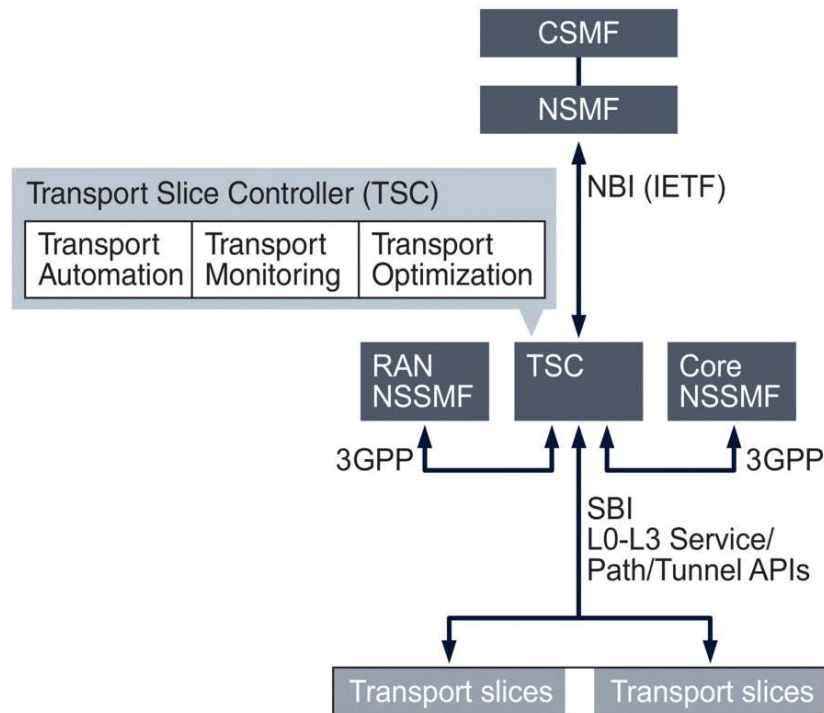 CSMF
NSMF
NBI (IETF)
Transport Slice Controller (TSC)
Transport
Automation
Transport
Monitoring
Transport
Optimization
RAN
NSSMF
TSC
Core
NSSMF
3GPP
3GPP
SBI
L0-L3 Service/
Path/Tunnel APIs
Transport slices
Transport slices